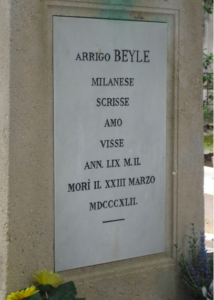 ARRIGO BEYLE
MILANESE
SCRISSE
AMO
VISSE
ANN. LIX M.II.
MORÌ IL XXIII MARZO
MDCCCXLII.